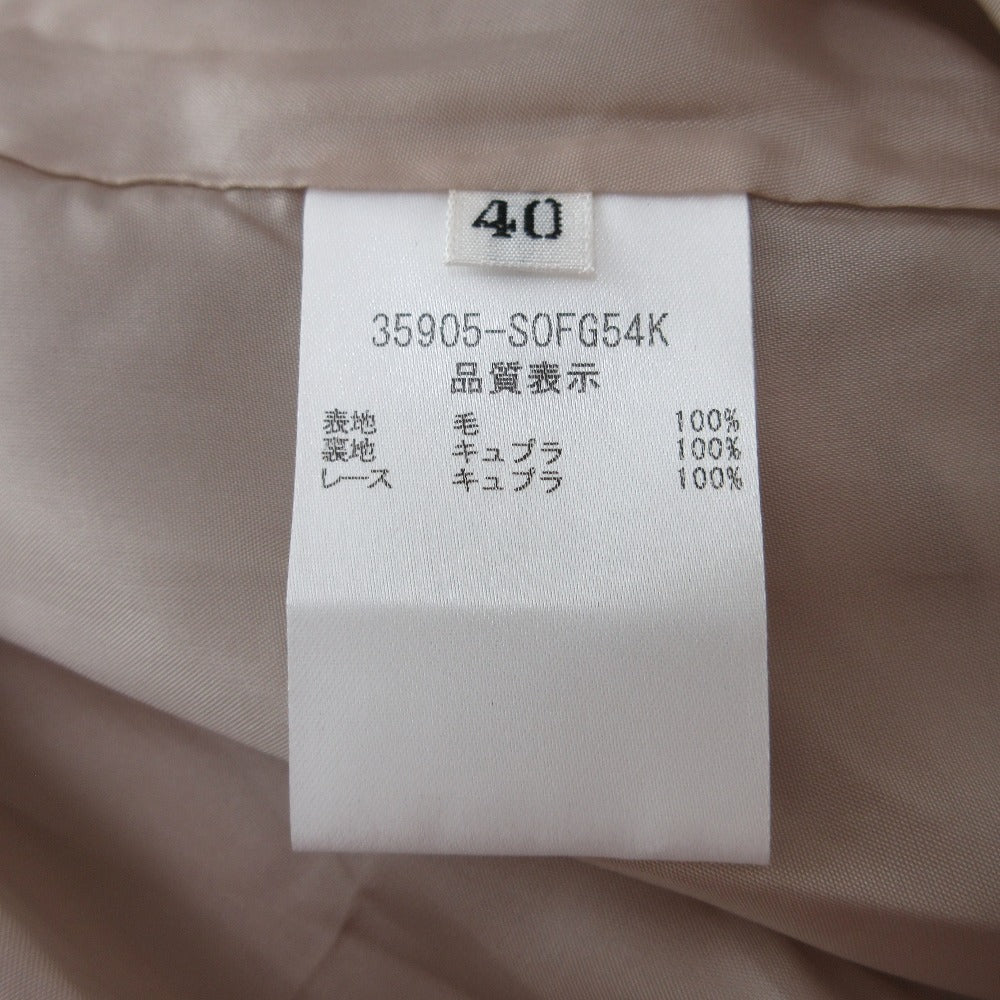 40
35905-SOFG54K
品質表示
表地 毛 100%
裏地 キュプラ 100%
レース キュプラ 100%